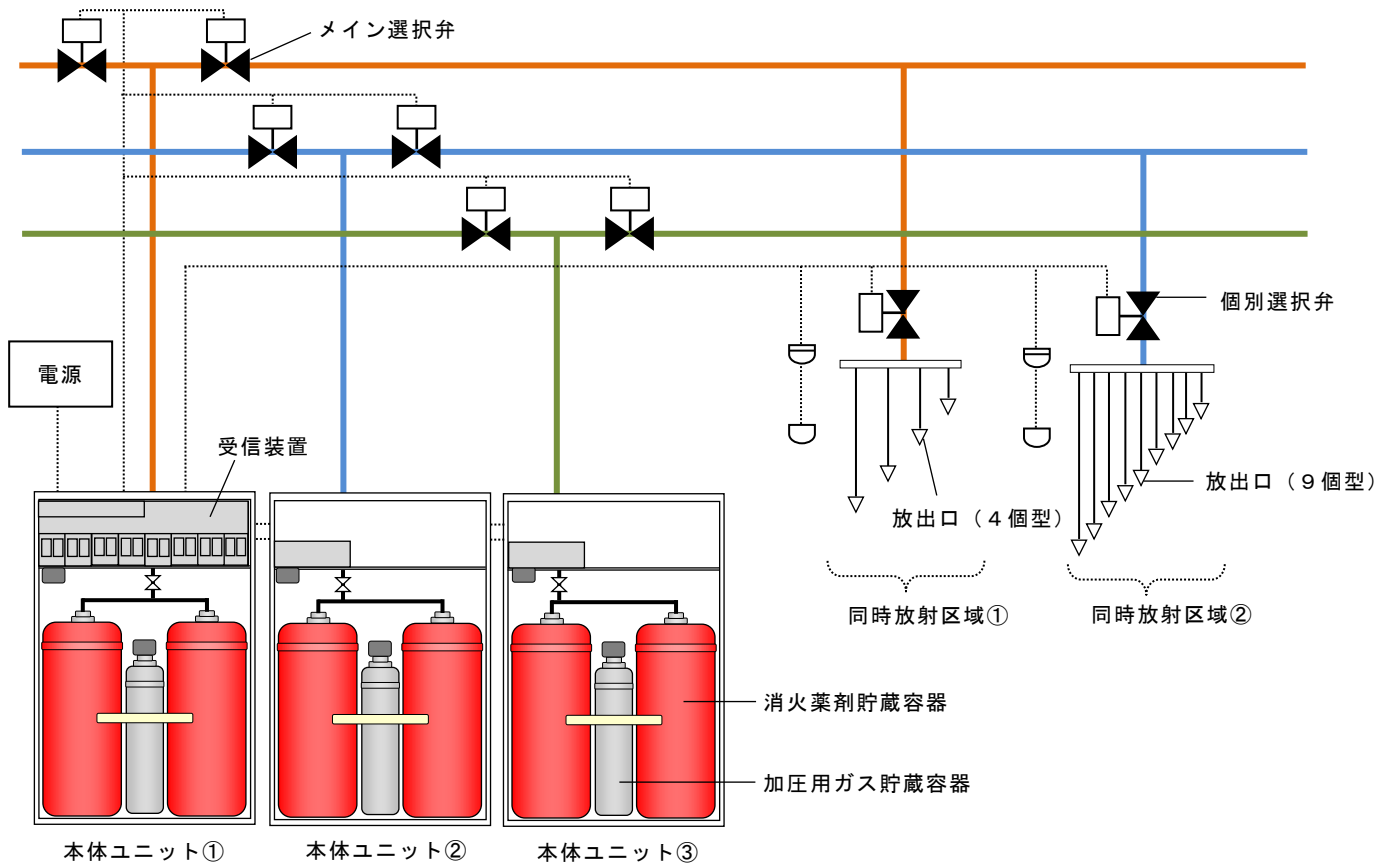 メイン選択弁
個別選択弁
電源
受信装置
放出口（９個型）
放出口（４個型）
同時放射区域①
同時放射区域②
消火薬剤貯蔵容器
加圧用ガス貯蔵容器
本体ユニット①
本体ユニット②
本体ユニット③